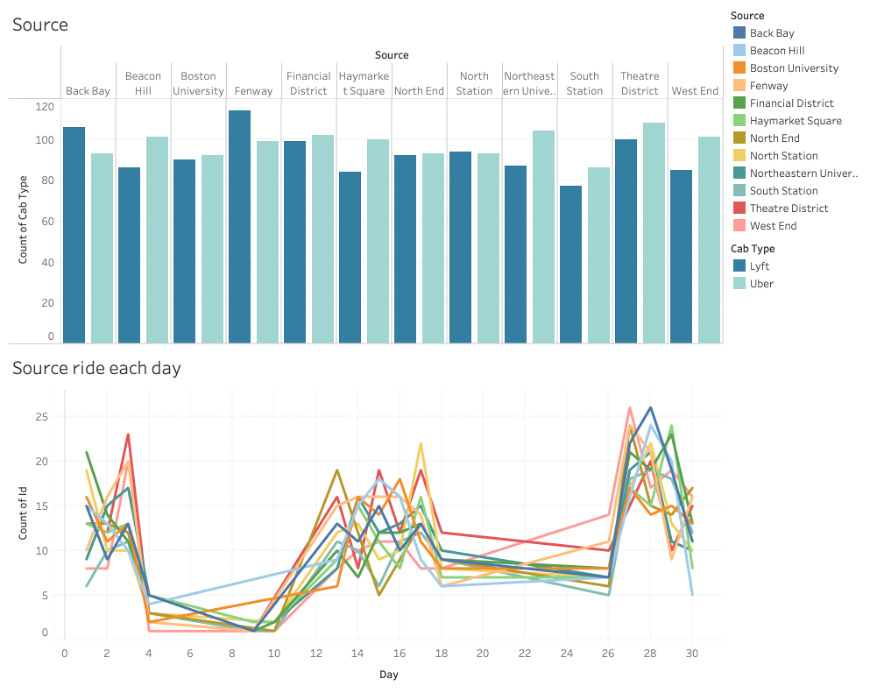 Source
Source
Back Bay
Beacon
Hill
Boston
University
Fenway
Financial
District
Haymarke
t Square
North End
North
Station
Northeast
ern Unive..
South
Station
Theatre
District
West End
120
100
80
60
40
20
0
Count of Cab Type
Source
Back Bay
Beacon Hill
Boston University
Fenway
Financial District
Haymarket Square
North End
North Station
Northeastern Univer..
South Station
Theatre District
West End
Cab Type
Lyft
Uber
Source ride each day
25
20
15
10
5
0
Count of Id
0 2 4 6 8 10 12 14 16 18 20 22 24 26 28 30
Day